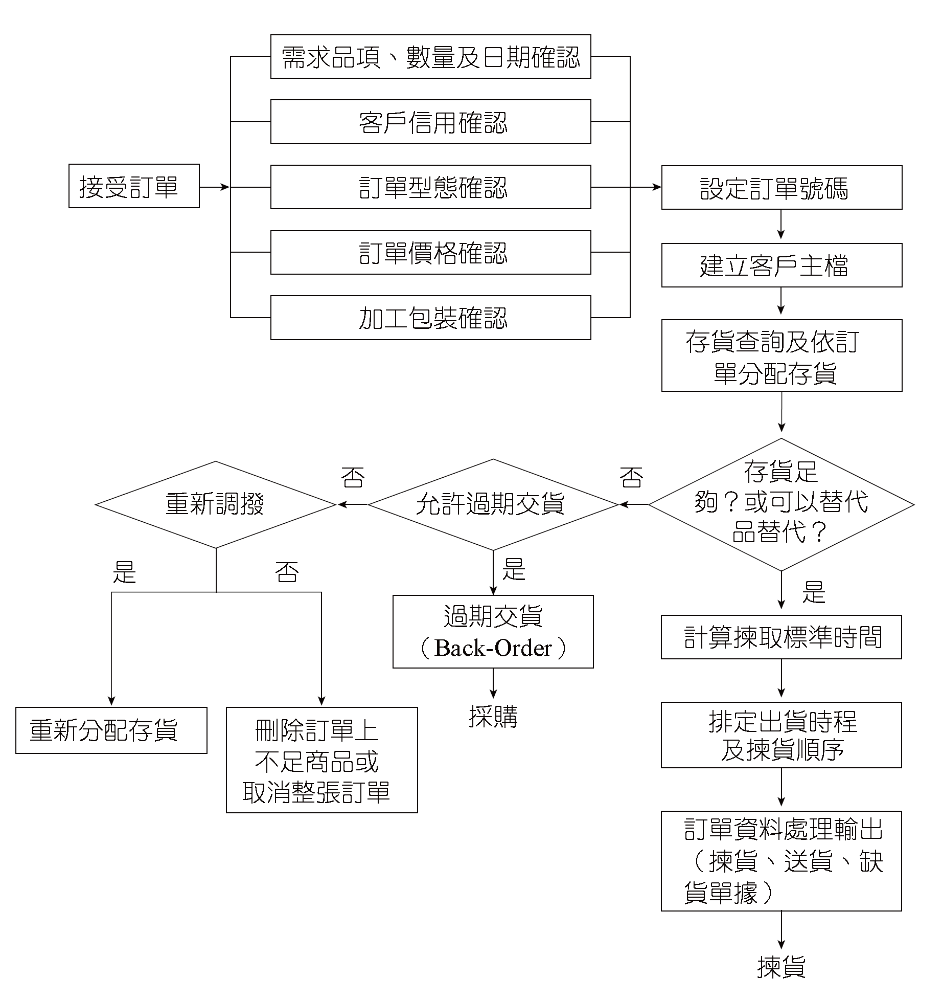 需求品項、數量及日期確認
客戶信用確認
接受訂單
訂單型態確認
訂單價格確認
加工包裝確認
設定訂單號碼
建立客戶主檔
存貨查詢及依訂
單分配存貨
存貨足
夠？或可以替代
品替代？
否
允許過期交貨
否
重新調撥
是
否
是
是
過期交貨
（Back-Order）
採購
重新分配存貨
刪除訂單上
不足商品或
取消整張訂單
計算揀取標準時間
排定出貨時程
及揀貨順序
訂單資料處理輸出
（揀貨、送貨、缺
貨單據）
揀貨